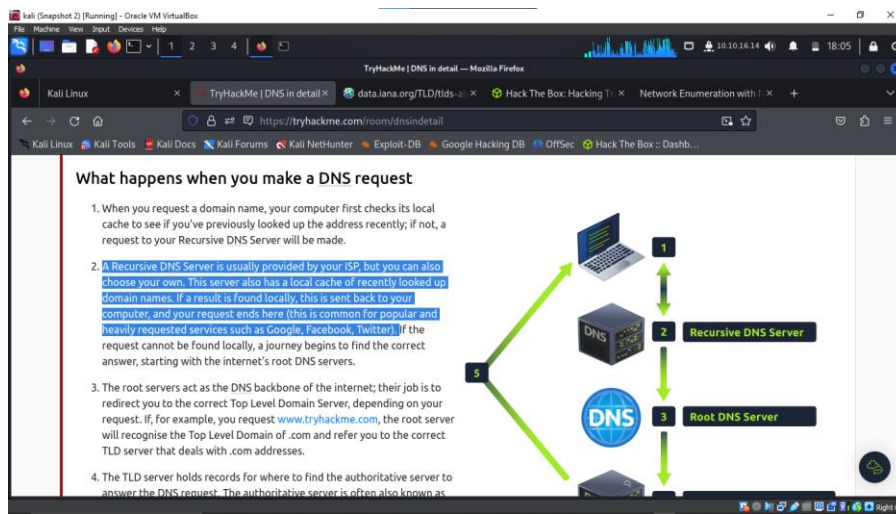 kali (Snapshot 2) [Running] - Oracle VM VirtualBox
File Machine View Input Devices Help
1 2 3 4
10.10.16.14
18:05
TryHackMe | DNS in detail — Mozilla Firefox
Kali Linux
TryHackMe | DNS in detail
data.iana.org/TLD/tlds-al
Hack The Box: Hacking Tr
Network Enumeration with N
https://tryhackme.com/room/dnsindetail
Kali Linux Kali Tools Kali Docs Kali Forums Kali NetHunter Exploit-DB Google Hacking DB OffSec Hack The Box :: Dashb...
What happens when you make a DNS request
1. When you request a domain name, your computer first checks its local
cache to see if you've previously looked up the address recently; if not, a
request to your Recursive DNS Server will be made.
2. A Recursive DNS Server is usually provided by your ISP, but you can also
choose your own. This server also has a local cache of recently looked up
domain names. If a result is found locally, this is sent back to your
computer, and your request ends here (this is common for popular and
heavily requested services such as Google, Facebook, Twitter). If the
request cannot be found locally, a journey begins to find the correct
answer, starting with the internet's root DNS servers.
3. The root servers act as the DNS backbone of the internet; their job is to
redirect you to the correct Top Level Domain Server, depending on your
request. If, for example, you request www.tryhackme.com, the root server
will recognise the Top Level Domain of .com and refer you to the correct
TLD server that deals with .com addresses.
4. The TLD server holds records for where to find the authoritative server to
answer the DNS request. The authoritative server is often also known as
1
DNS
2 Recursive DNS Server
5
DNS
3 Root DNS Server
Right